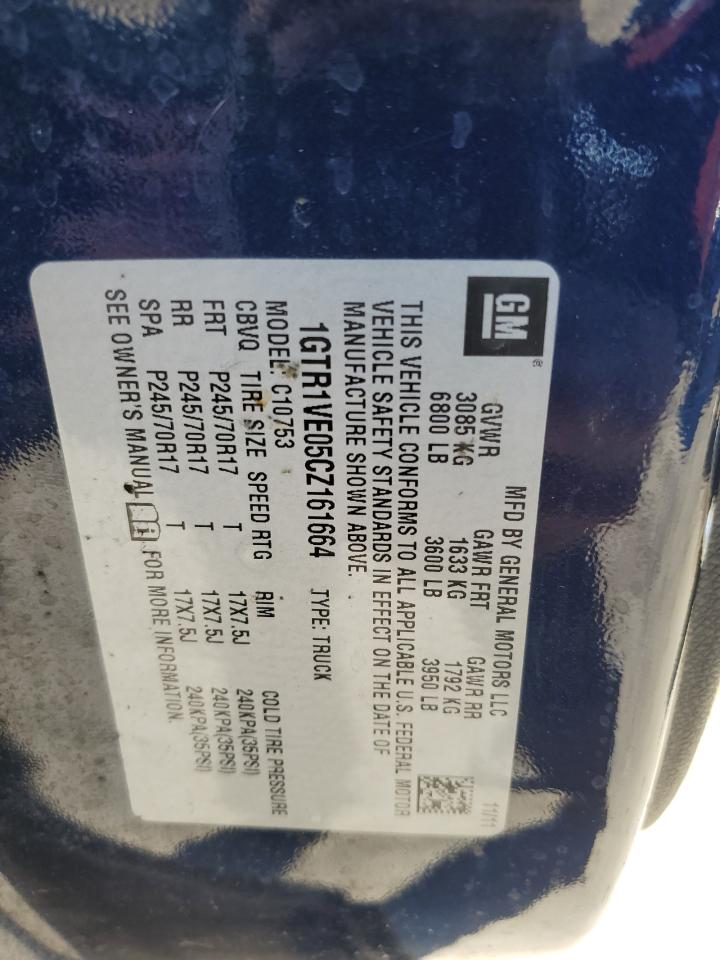 GM ®
MFD BY GENERAL MOTORS LLC 11/11
GVWR GAWR FRT GAWR RR
3085 KG 1633 KG 1792 KG
6800 LB 3600 LB 3950 LB
THIS VEHICLE CONFORMS TO ALL APPLICABLE U.S. FEDERAL MOTOR
VEHICLE SAFETY STANDARDS IN EFFECT ON THE DATE OF
MANUFACTURE SHOWN ABOVE.
1GTR1VE05CZ161664 TYPE: TRUCK
MODEL: C10753
CBVQ TIRE SIZE SPEED RTG RIM COLD TIRE PRESSURE
FRT P245/70R17 T 17X7.5J 240KPA(35PSI)
RR P245/70R17 T 17X7.5J 240KPA(35PSI)
SPA P245/70R17 T 17X7.5J 240KPA(35PSI)
SEE OWNER'S MANUAL FOR MORE INFORMATION.